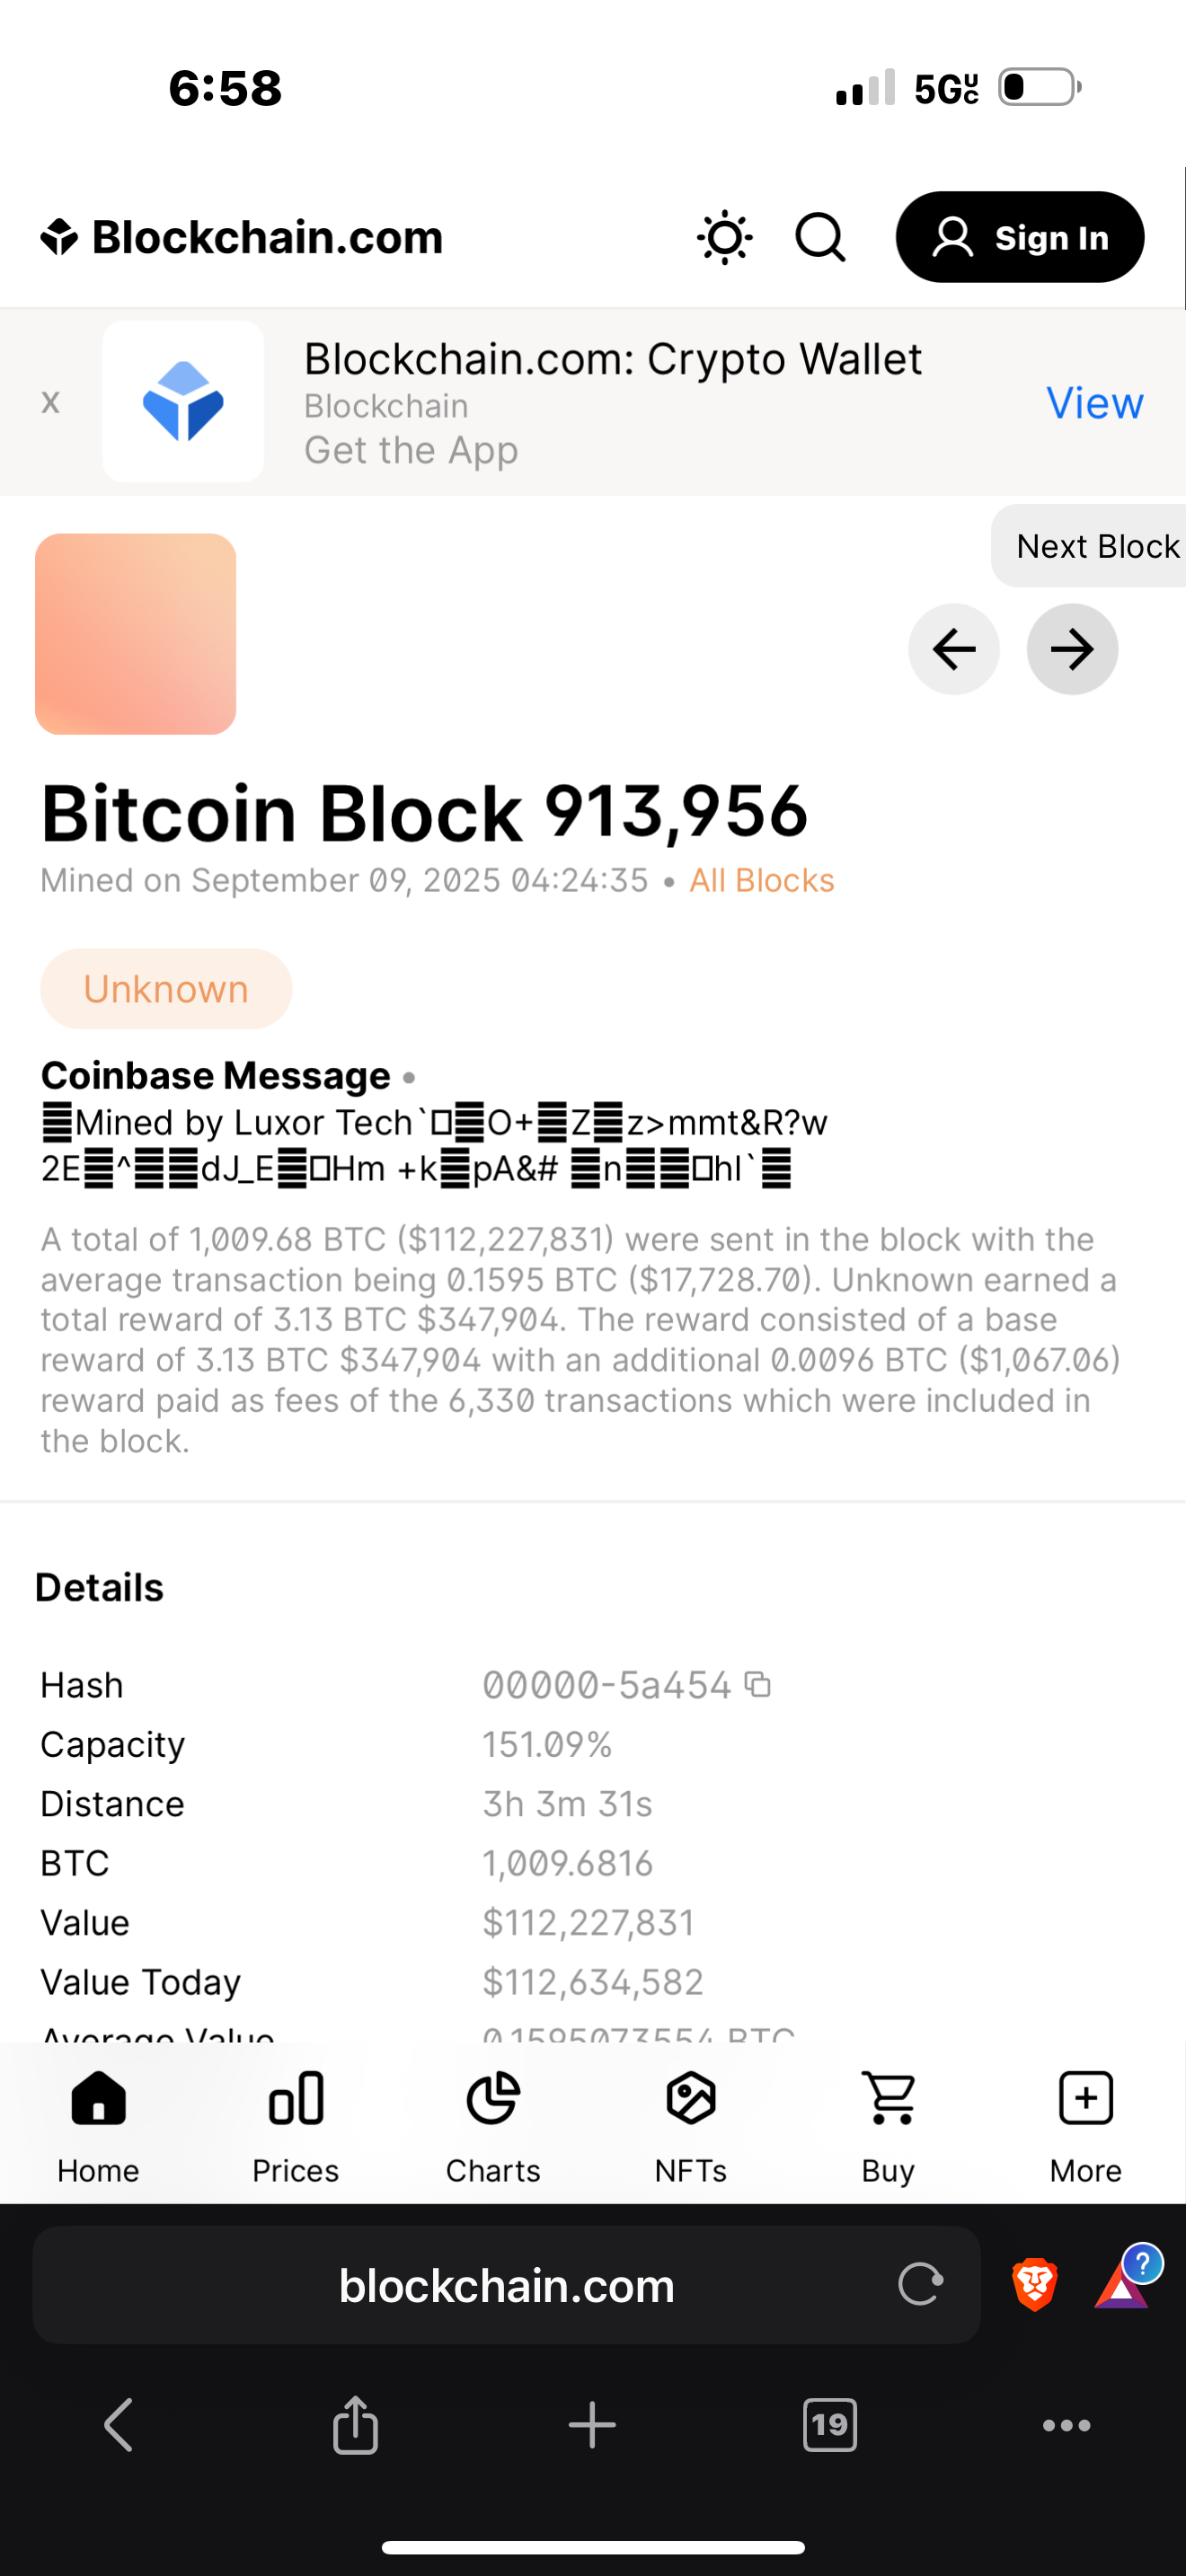 6:58
5G UC
Blockchain.com
Sign In
x
Blockchain.com: Crypto Wallet
Blockchain
Get the App
View
Next Block
Bitcoin Block 913,956
Mined on September 09, 2025 04:24:35 • All Blocks
Unknown
Coinbase Message •
Mined by Luxor Tech`O+Zz>mmt&R?w
2E^dJ_EHm +kpA&# nhl`
A total of 1,009.68 BTC ($112,227,831) were sent in the block with the
average transaction being 0.1595 BTC ($17,728.70). Unknown earned a
total reward of 3.13 BTC $347,904. The reward consisted of a base
reward of 3.13 BTC $347,904 with an additional 0.0096 BTC ($1,067.06)
reward paid as fees of the 6,330 transactions which were included in
the block.
Details
Hash 00000-5a454
Capacity 151.09%
Distance 3h 3m 31s
BTC 1,009.6816
Value $112,227,831
Value Today $112,634,582
Average Value 0.1595073554 BTC
Home Prices Charts NFTs Buy More
blockchain.com
?
19